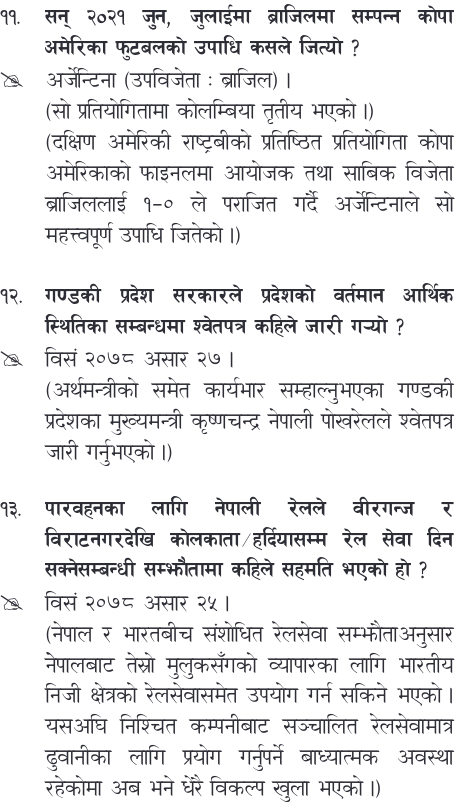 ११. सन् २०२१ जुन, जुलाईमा ब्राजिलमा सम्पन्न कोपा
अमेरिका फुटबलको उपाधि कसले जित्यो ?
अर्जेन्टिना (उपविजेता : ब्राजिल) ।
(सो प्रतियोगितामा कोलम्बिया तृतीय भएको ।)
(दक्षिण अमेरिकी राष्ट्रबीको प्रतिष्ठित प्रतियोगिता कोपा
अमेरिकाको फाइनलमा आयोजक तथा साबिक विजेता
ब्राजिललाई १-० ले पराजित गर्दै अर्जेन्टिनाले सो
महत्त्वपूर्ण उपाधि जितेको ।)
१२. गण्डकी प्रदेश सरकारले प्रदेशको वर्तमान आर्थिक
स्थितिका सम्बन्धमा श्वेतपत्र कहिले जारी गऱ्यो ?
विसं २०७८ असार २७ ।
(अर्थमन्त्रीको समेत कार्यभार सम्हाल्नुभएका गण्डकी
प्रदेशका मुख्यमन्त्री कृष्णचन्द्र नेपाली पोखरेलले श्वेतपत्र
जारी गर्नुभएको ।)
१३. पारवहनका लागि नेपाली रेलले वीरगन्ज र
विराटनगरदेखि कोलकाता/हर्दियासम्म रेल सेवा दिन
सक्नेसम्बन्धी सम्झौतामा कहिले सहमति भएको हो ?
विसं २०७८ असार २५ ।
(नेपाल र भारतबीच संशोधित रेलसेवा सम्झौताअनुसार
नेपालबाट तेस्रो मुलुकसँगको व्यापारका लागि भारतीय
निजी क्षेत्रको रेलसेवासमेत उपयोग गर्न सकिने भएको ।
यसअघि निश्चित कम्पनीबाट सञ्चालित रेलसेवामात्र
ढुवानीका लागि प्रयोग गर्नुपर्ने बाध्यात्मक अवस्था
रहेकोमा अब भने धेरै विकल्प खुला भएको ।)